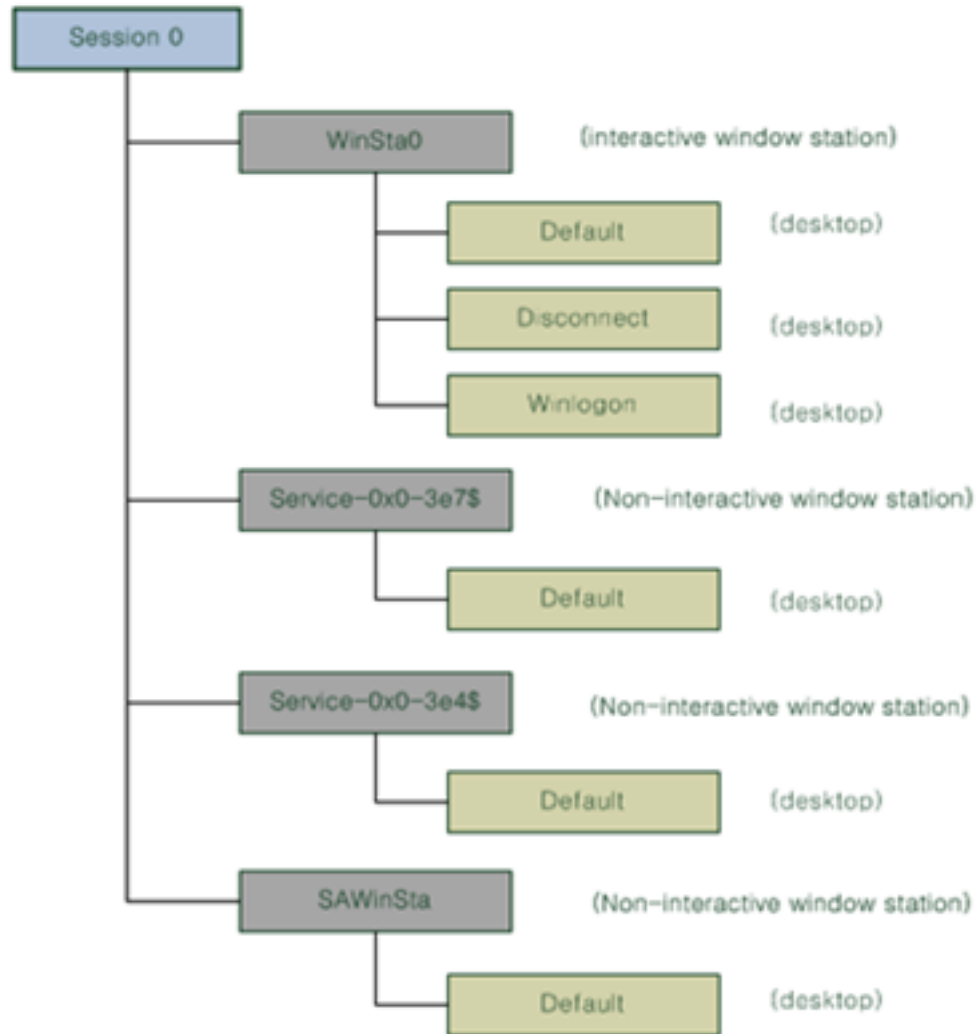 Session 0
WinSta0 (interactive window station)
Default (desktop)
Disconnect (desktop)
Winlogon (desktop)
Service-0x0-3e7$ (Non-interactive window station)
Default (desktop)
Service-0x0-3e4$ (Non-interactive window station)
Default (desktop)
SAWinSta (Non-interactive window station)
Default (desktop)